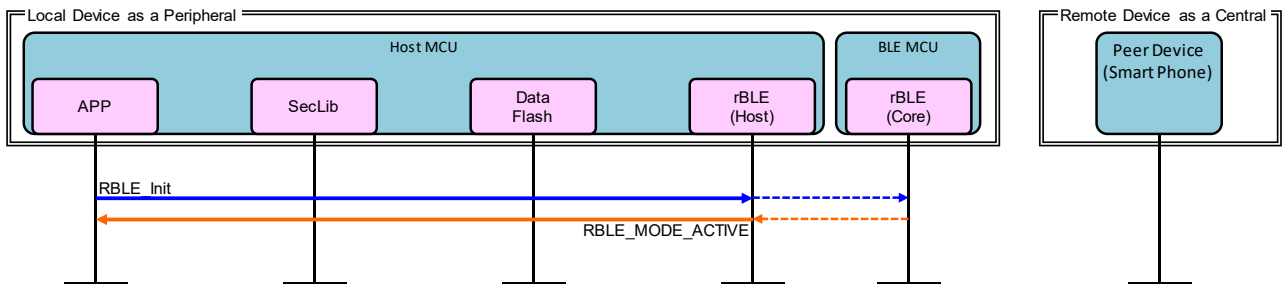 Local Device as a Peripheral
Remote Device as a Central
Host MCU
BLE MCU
Peer Device
(Smart Phone)
APP
SecLib
Data
Flash
rBLE
(Host)
rBLE
(Core)
RBLE_Init
RBLE_MODE_ACTIVE